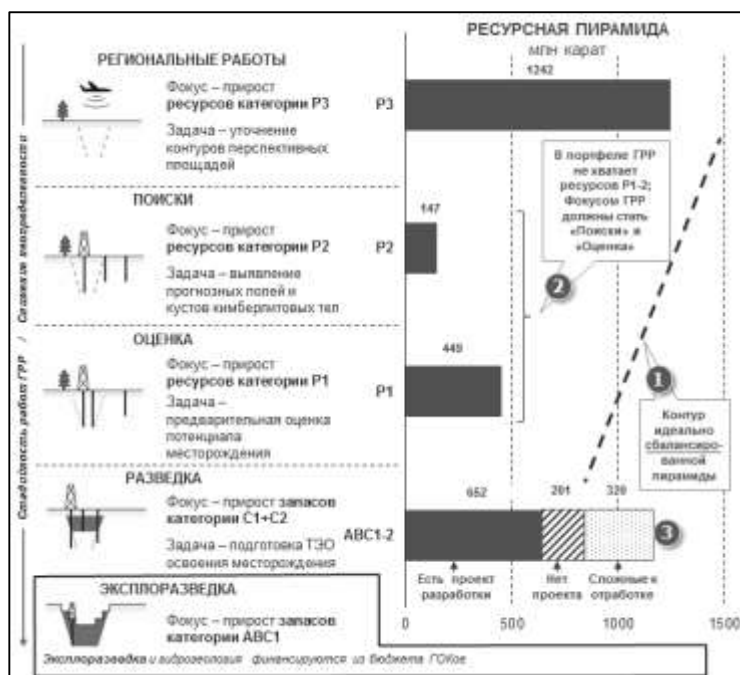 РЕСУРСНАЯ ПИРАМИДА
млн карат
РЕГИОНАЛЬНЫЕ РАБОТЫ
Фокус – прирост
ресурсов категории Р3
Задача – уточнение
контуров перспективных
площадей
Р3
1242
ПОИСКИ
Фокус – прирост
ресурсов категории Р2
Задача – выявление
прогнозных полей и
кустов кимберлитовых тел
Р2
147
В портфеле ГРР
не хватает
ресурсов Р1-2;
Фокусом ГРР
должны стать
«Поиски» и
«Оценка»
2
ОЦЕНКА
Фокус – прирост
ресурсов категории Р1
Задача –
предварительная оценка
потенциала
месторождения
Р1
449
1
Контур
идеально
сбалансиро-
ванной
пирамиды
РАЗВЕДКА
Фокус – прирост запасов
категории С1+С2
Задача – подготовка ТЭО
освоения месторождения
АВС1-2
652
201
320
3
Есть проект
разработки
Нет
проекта
Сложные к
отработке
ЭКСПЛОРАЗВЕДКА
Фокус – прирост запасов
категории АВС1
Эксплоразведка и гидрогеология финансируются из бюджета ГОКов
0
500
1000
1500
Стадийность работ ГРР /